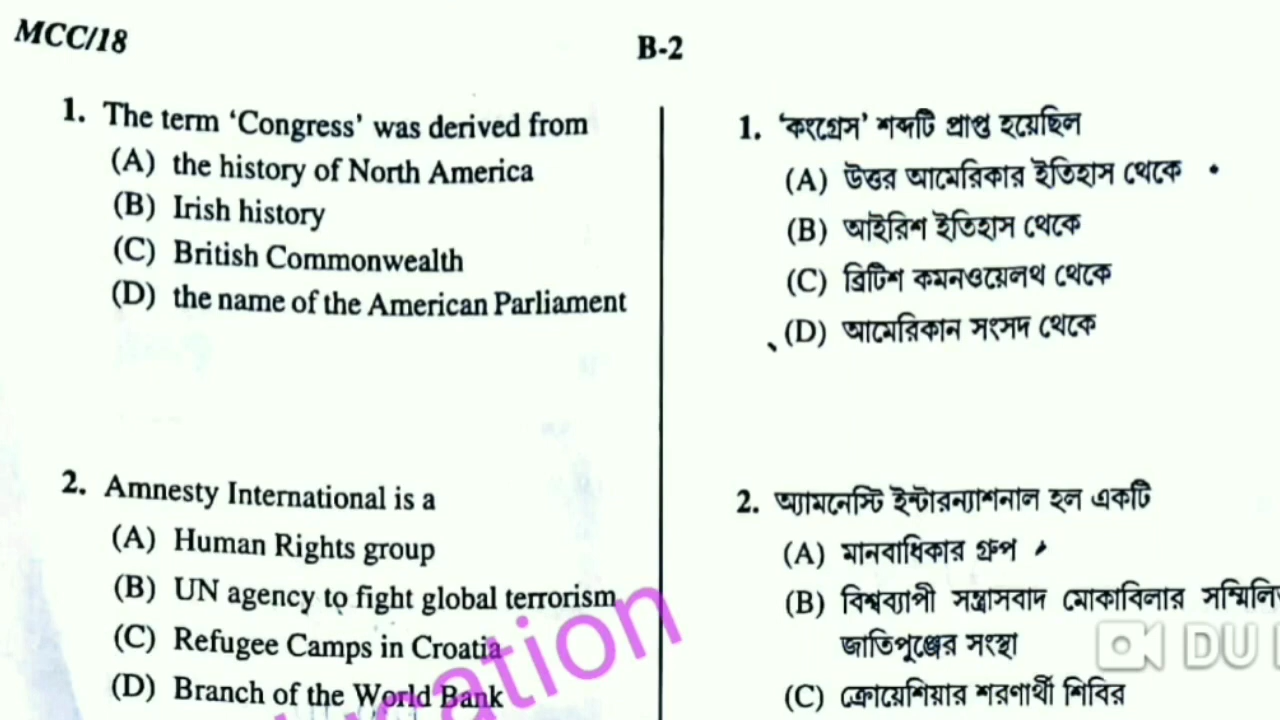 MCC/18
B-2
1. The term ‘Congress’ was derived from
(A) the history of North America
(B) Irish history
(C) British Commonwealth
(D) the name of the American Parliament
2. Amnesty International is a
(A) Human Rights group
(B) UN agency to fight global terrorism
(C) Refugee Camps in Croatia
(D) Branch of the World Bank
1. ‘কংগ্রেস’ শব্দটি প্রাপ্ত হয়েছিল
(A) উত্তর আমেরিকার ইতিহাস থেকে
(B) আইরিশ ইতিহাস থেকে
(C) ব্রিটিশ কমনওয়েলথ থেকে
(D) আমেরিকান সংসদ থেকে
2. অ্যামনেস্টি ইন্টারন্যাশনাল হল একটি
(A) মানবাধিকার গ্রুপ
(B) বিশ্বব্যাপী সন্ত্রাসবাদ মোকাবিলার
জাতিপুঞ্জের সংস্থা
(C) ক্রোয়েশিয়ার শরণার্থী শিবির
DU